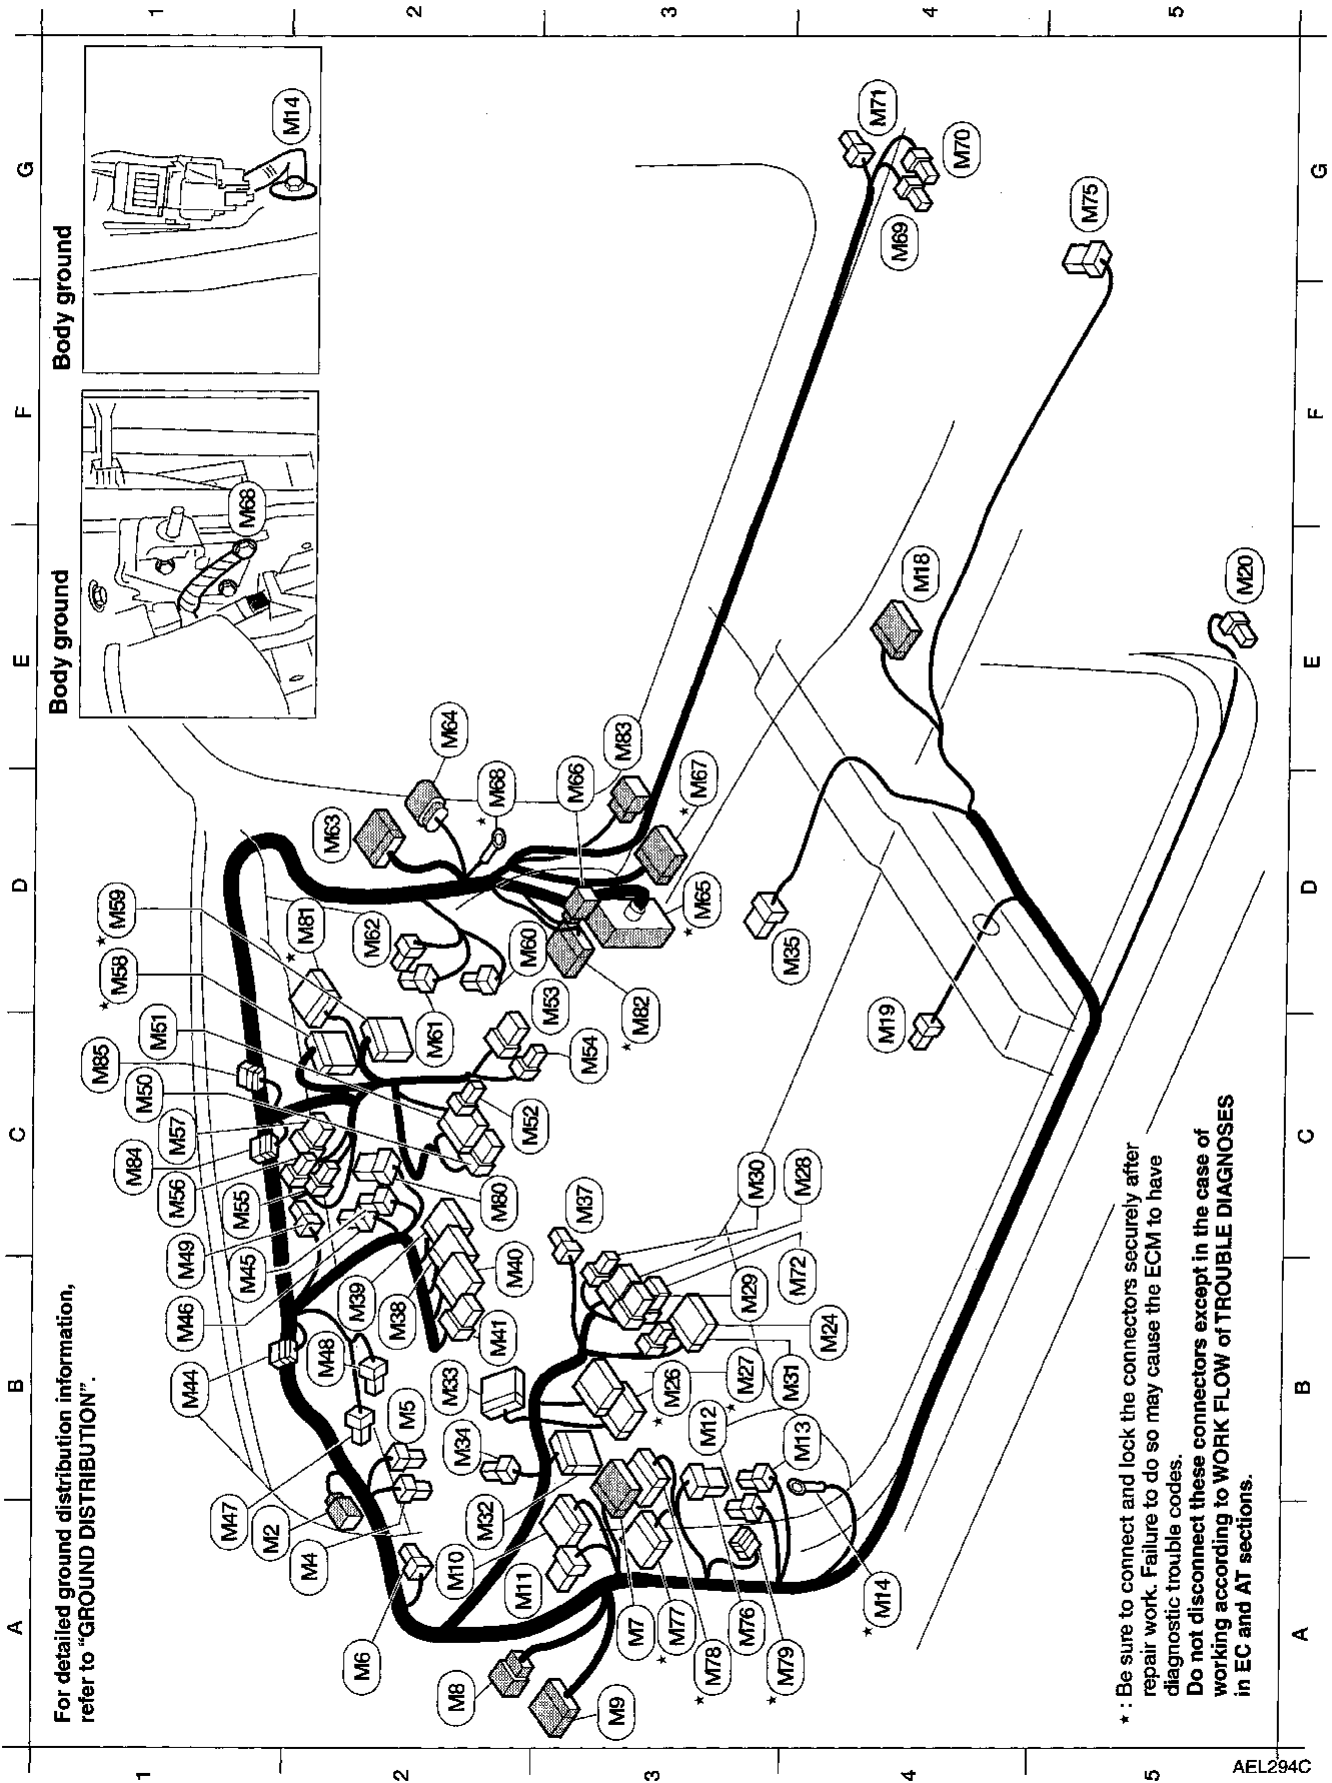 For detailed ground distribution information,
refer to "GROUND DISTRIBUTION".
Body ground
Body ground
A
B
C
D
E
F
G
1
2
3
4
5
M68
M14
M85
M50
M51
M58 ★
M59 ★
M84
M57
M56
M55
M49
M45
M46
M44
M81 ★
M62
M63
M64
M68 ★
M66
M83
M67 ★
M65 ★
M82 ★
M60
M61
M53
M54
M52
M80
M39
M38
M40
M41
M48
M47
M2
M4
M5
M6
M33
M34
M32
M10
M11
M8
M9
M7
M77 ★
M78 ★
M76
M79 ★
M14 ★
M13
M12
M31
M27 ★
M26 ★
M24
M29
M72
M28
M30
M37
M35
M19
M18
M20
M75
M69
M70
M71
★ : Be sure to connect and lock the connectors securely after
repair work. Failure to do so may cause the ECM to have
diagnostic trouble codes.
Do not disconnect these connectors except in the case of
working according to WORK FLOW of TROUBLE DIAGNOSES
in EC and AT sections.
1
2
3
4
5
A
B
C
D
E
F
G
AEL294C